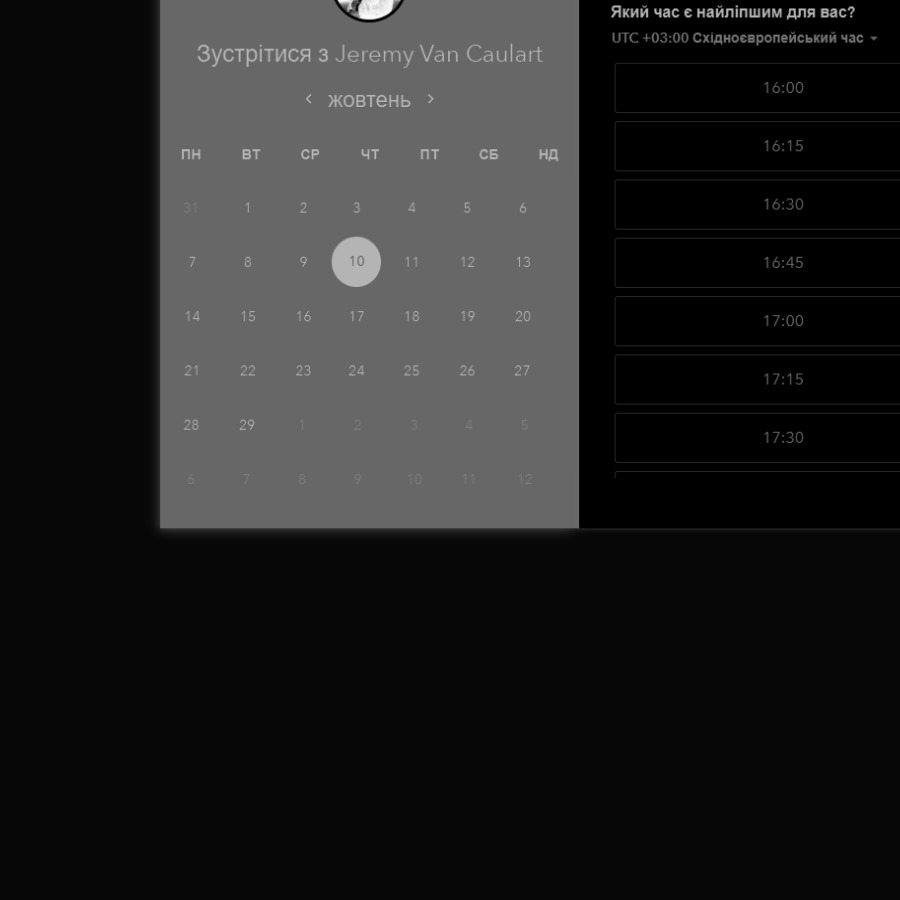 Зустрітися з Jeremy Van Caulart
‹ жовтень ›
ПН ВТ СР ЧТ ПТ СБ НД
31 1 2 3 4 5 6
7 8 9 10 11 12 13
14 15 16 17 18 19 20
21 22 23 24 25 26 27
28 29 1 2 3 4 5
6 7 8 9 10 11 12
Який час є найліпшим для вас?
UTC +03:00 Східноєвропейський час
16:00
16:15
16:30
16:45
17:00
17:15
17:30